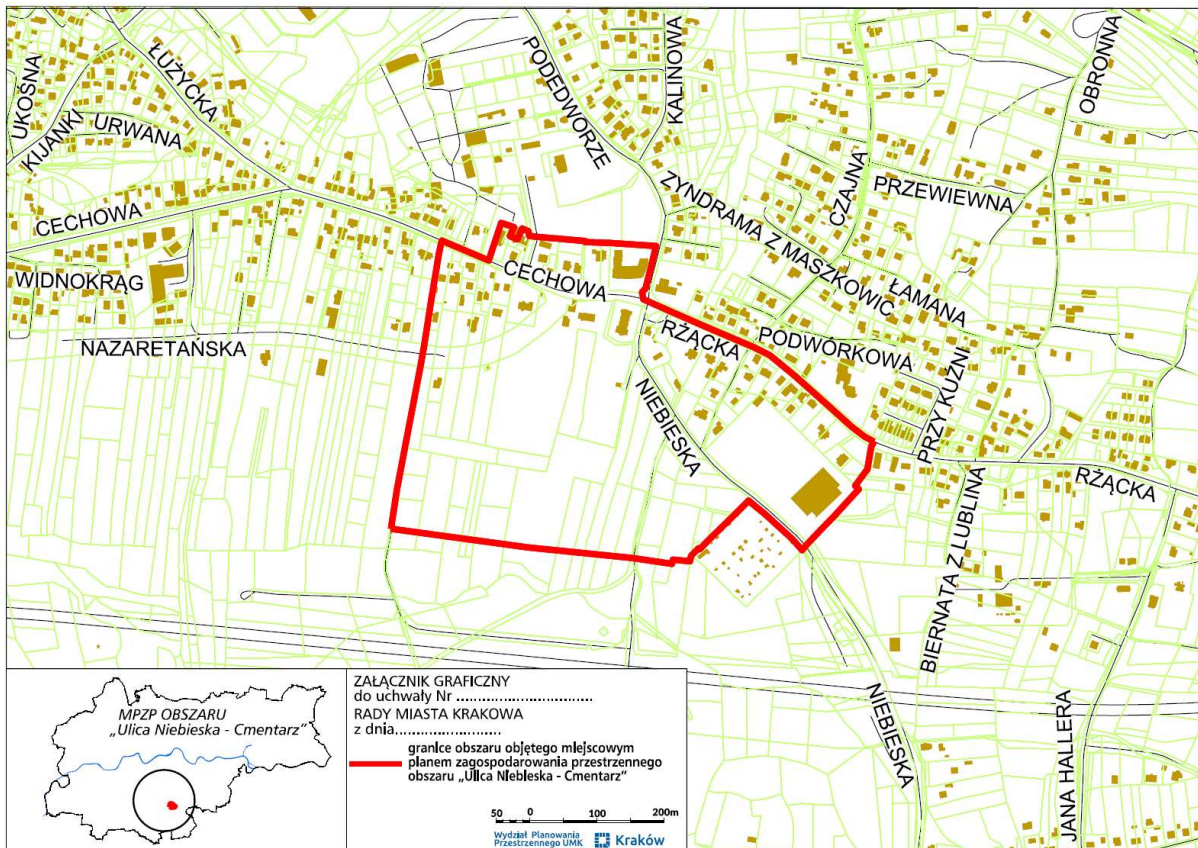 UKOŚNA
KIJANKI
URWANA
ŁUŻYCKA
CECHOWA
WIDNOKRĄG
NAZARETAŃSKA
PODEDWORZE
KALINOWA
OBRONNA
CZAJNA
PRZEWIEWNA
ZYNDRAMA Z MASZKOWIC
ŁAMANA
CECHOWA
RŻĄCKA
PODWÓRKOWA
NIEBIESKA
PRZY KUŹNI
RŻĄCKA
BIERNATA Z LUBLINA
NIEBIESKA
JANA HALLERA
MPZP OBSZARU
„Ulica Niebieska - Cmentarz”
ZAŁĄCZNIK GRAFICZNY
do uchwały Nr ................................
RADY MIASTA KRAKOWA
z dnia.........................
granice obszaru objętego miejscowym
planem zagospodarowania przestrzennego
obszaru „Ulica Niebieska - Cmentarz”
50 0 100 200m
Wydział Planowania
Przestrzennego UMK
Kraków